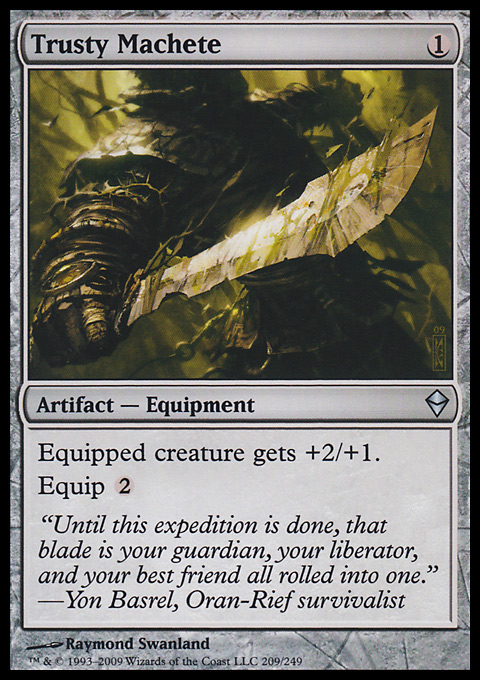 Trusty Machete 1
09
Artifact — Equipment
Equipped creature gets +2/+1.
Equip 2
“Until this expedition is done, that
blade is your guardian, your liberator,
and your best friend all rolled into one.”
—Yon Basrel, Oran-Rief survivalist
Raymond Swanland
™ & © 1993–2009 Wizards of the Coast LLC 209/249